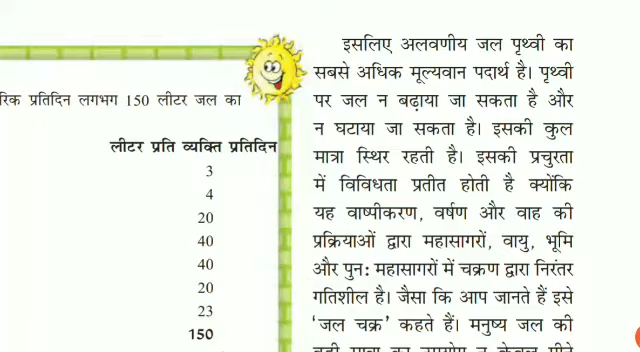 रिक प्रतिदिन लगभग 150 लीटर जल का
लीटर प्रति व्यक्ति प्रतिदिन
3
4
20
40
40
20
23
150
इसलिए अलवणीय जल पृथ्वी का
सबसे अधिक मूल्यवान पदार्थ है। पृथ्वी
पर जल न बढ़ाया जा सकता है और
न घटाया जा सकता है। इसकी कुल
मात्रा स्थिर रहती है। इसकी प्रचुरता
में विविधता प्रतीत होती है क्योंकि
यह वाष्पीकरण, वर्षण और वाह की
प्रक्रियाओं द्वारा महासागरों, वायु, भूमि
और पुन: महासागरों में चक्रण द्वारा निरंतर
गतिशील है। जैसा कि आप जानते हैं इसे
‘जल चक्र’ कहते हैं। मनुष्य जल की